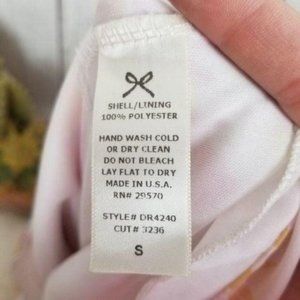 SHELL/LINING
100% POLYESTER
HAND WASH COLD
OR DRY CLEAN
DO NOT BLEACH
LAY FLAT TO DRY
MADE IN U.S.A.
RN# 29570
STYLE# DR4240
CUT# 3236
S